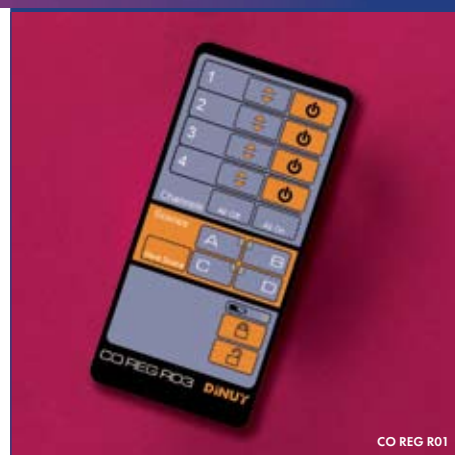 1
2
3
4
Channels
All Off
All On
Scenes
A
B
Save Scene
C
D
CO REG R03
DINUY
CO REG R01